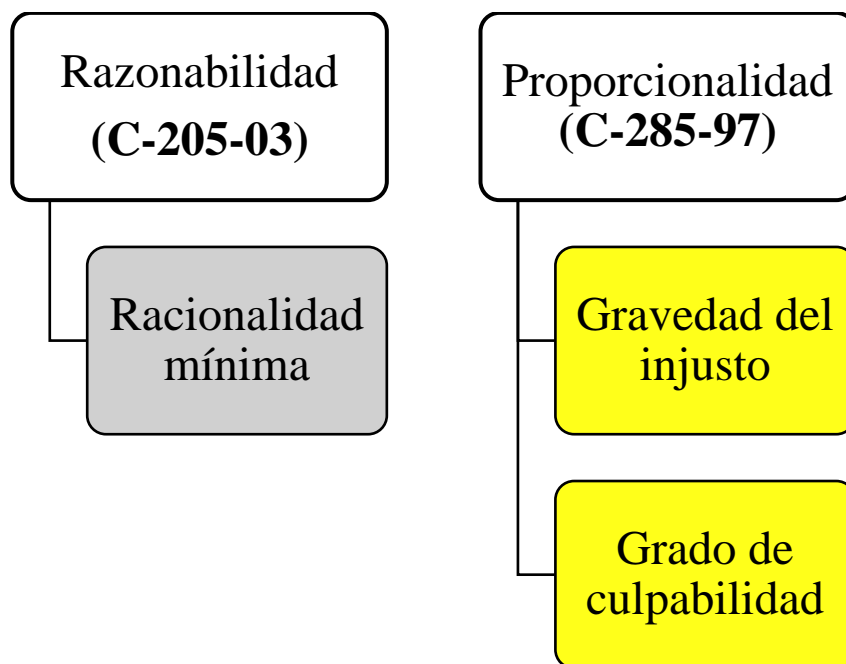 Razonabilidad
(C-205-03)
Racionalidad
mínima
Proporcionalidad
(C-285-97)
Gravedad del
injusto
Grado de
culpabilidad